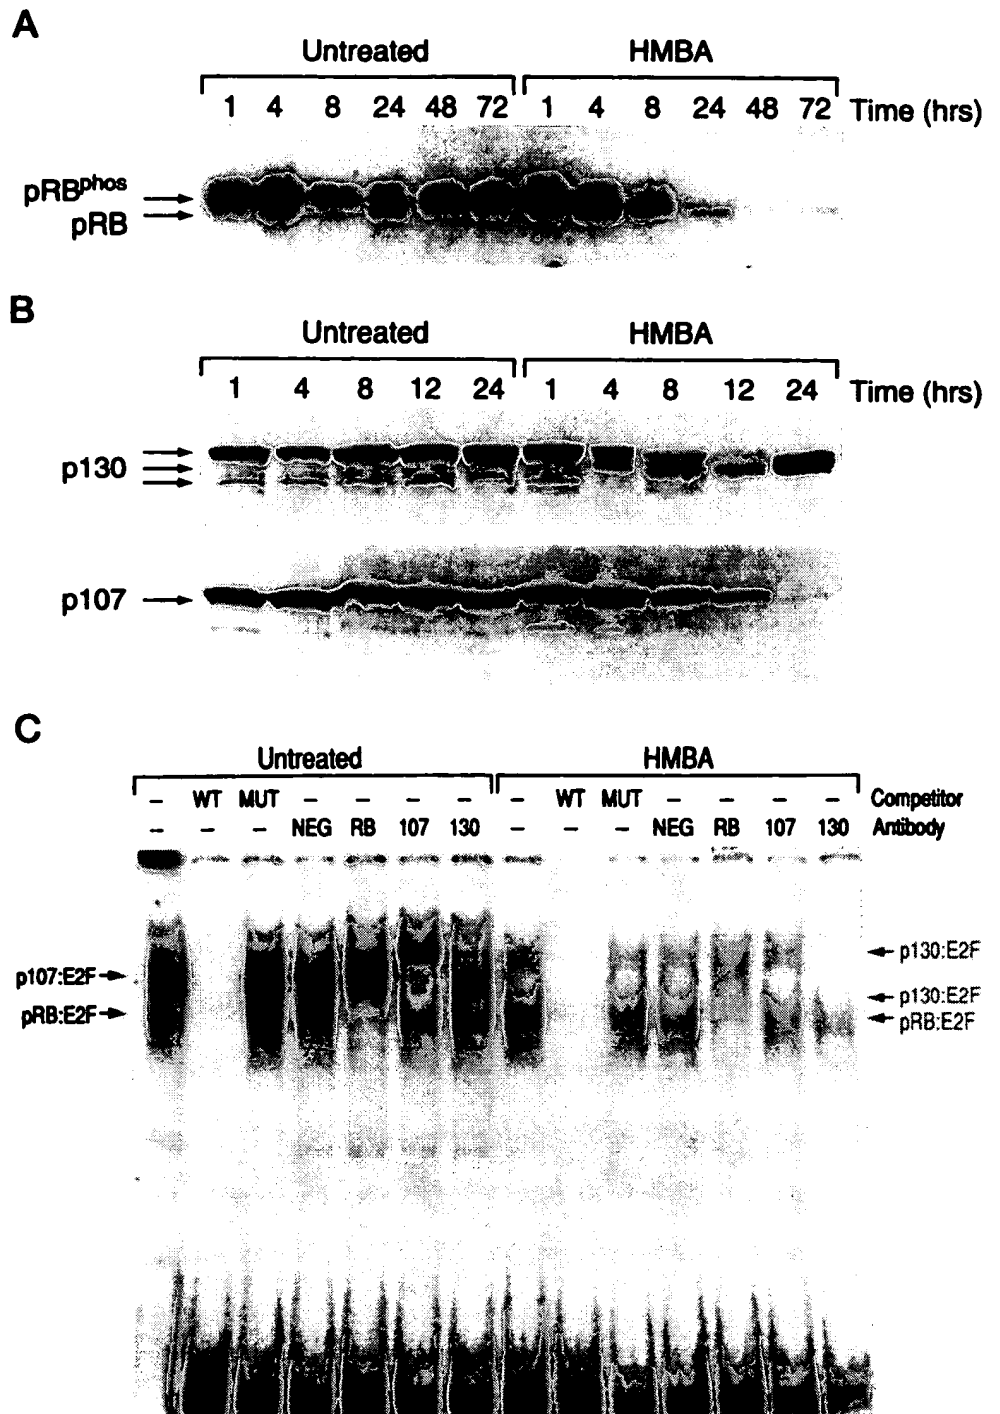 A
Untreated HMBA
1 4 8 24 48 72 1 4 8 24 48 72 Time (hrs)
pRBphos
pRB
B
Untreated HMBA
1 4 8 12 24 1 4 8 12 24 Time (hrs)
p130
p107
C
Untreated HMBA
– WT MUT – – – – – WT MUT – – – – Competitor
– – – NEG RB 107 130 – – – NEG RB 107 130 Antibody
p107:E2F
pRB:E2F
p130:E2F
p130:E2F
pRB:E2F